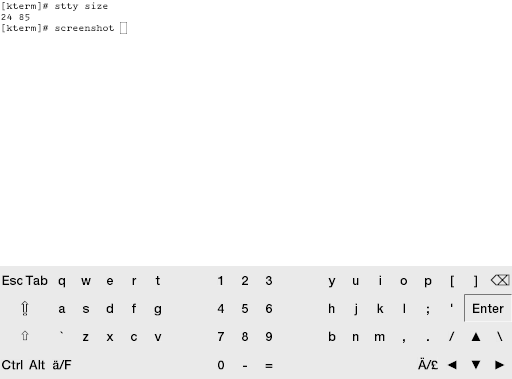 [kterm]# stty size
24 85
[kterm]# screenshot
Esc Tab q w e r t 1 2 3 y u i o p [ ] ⌫
⇮ a s d f g 4 5 6 h j k l ; ' Enter
⇧ ` z x c v 7 8 9 b n m , . / ▲ \
Ctrl Alt ä/F 0 - = Ä/£ ◄ ▼ ►